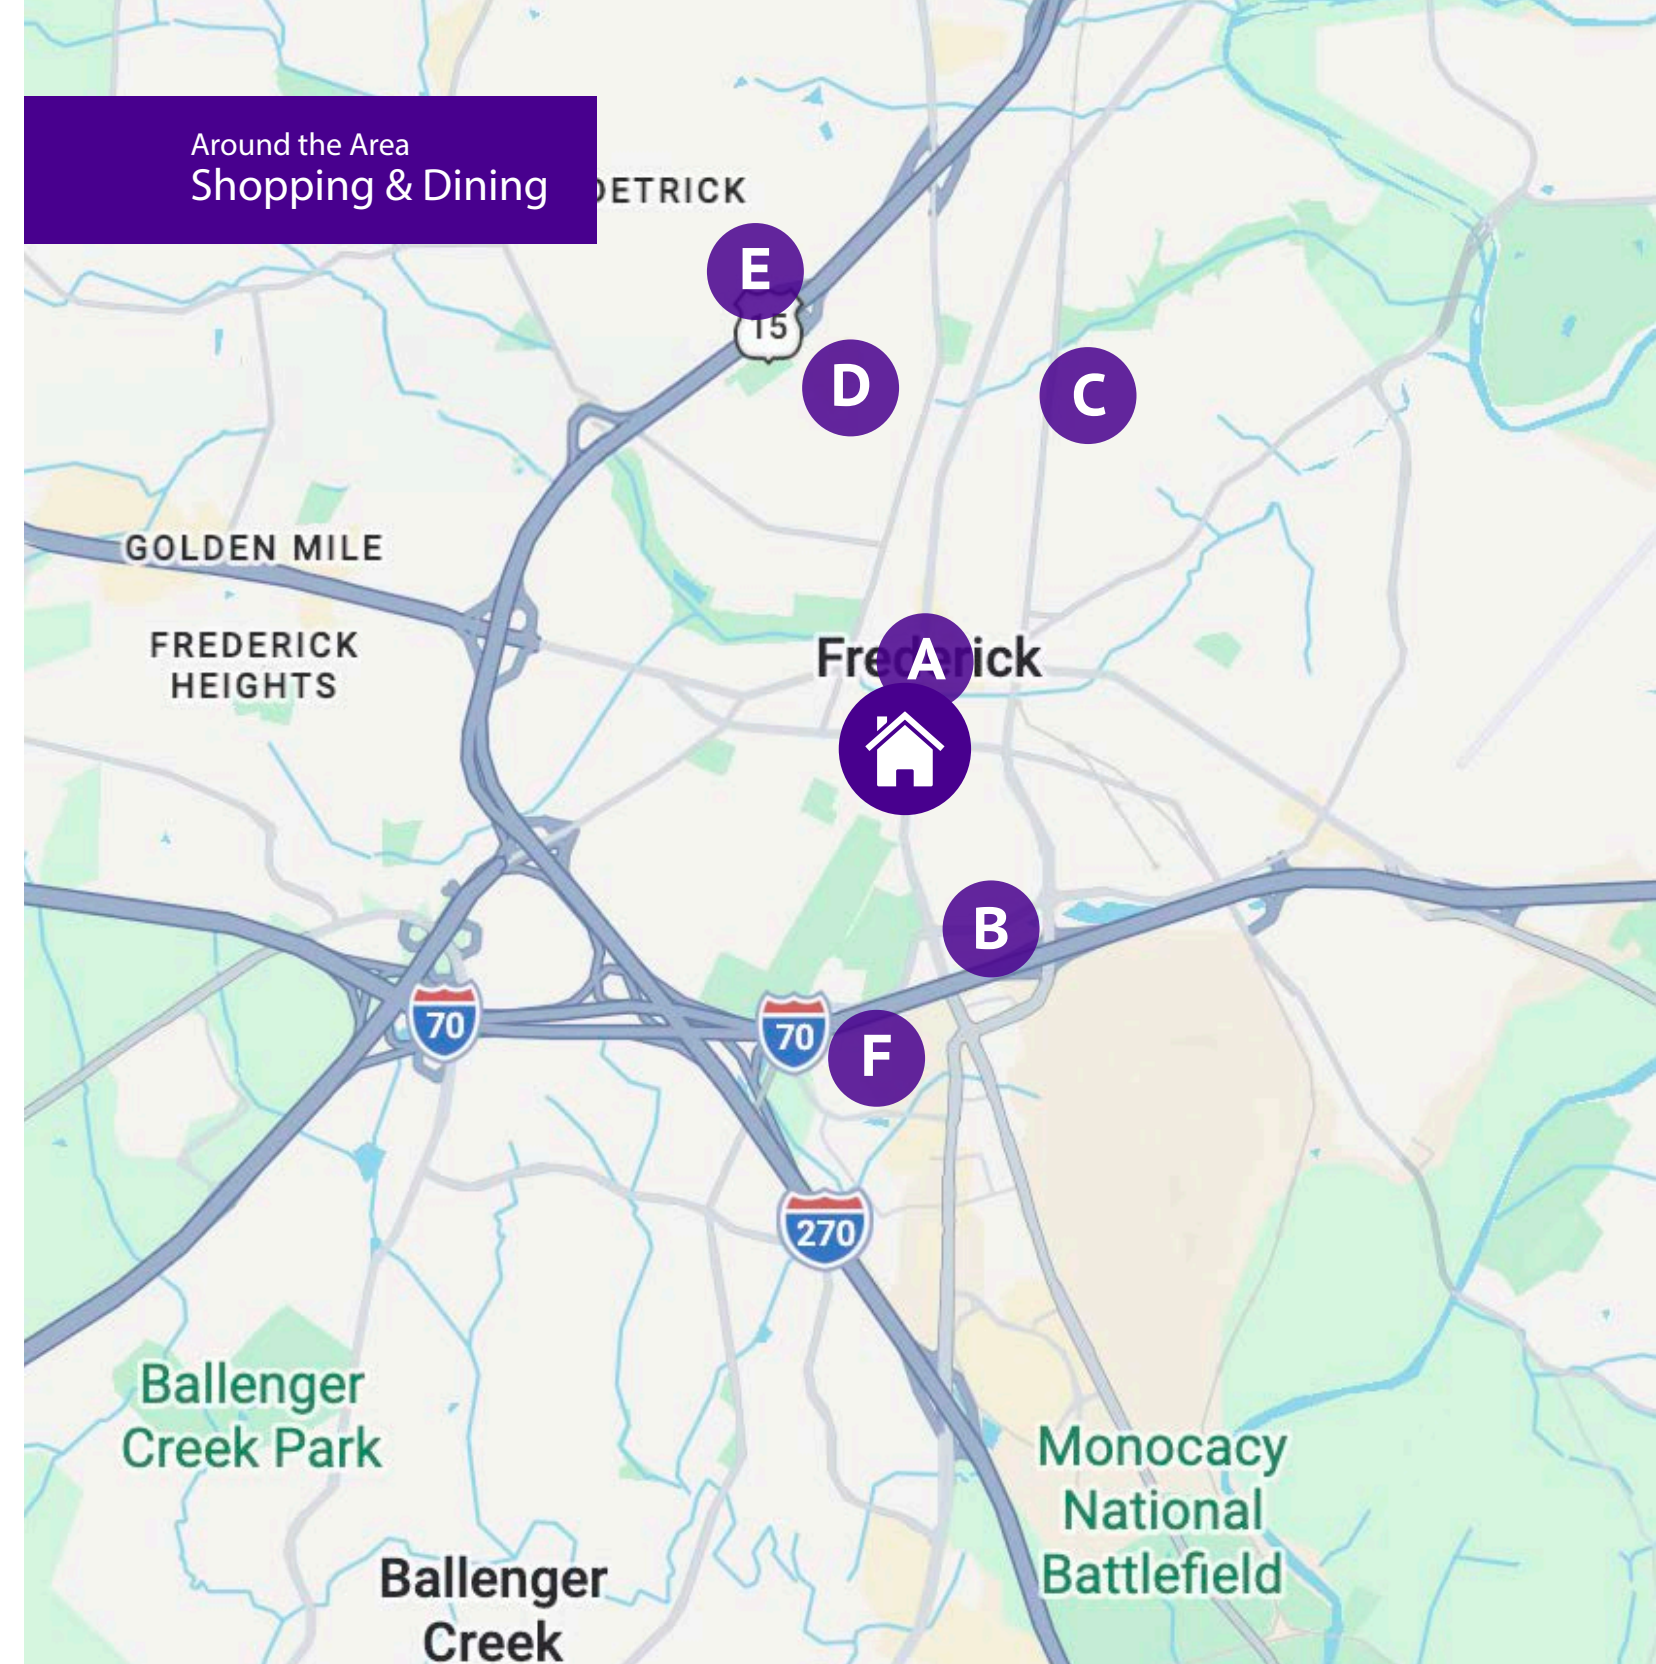 Around the Area
Shopping & Dining
DETRICK
E
15
D
C
GOLDEN MILE
FREDERICK
HEIGHTS
Frederick
A
B
70
70
F
270
Ballenger
Creek Park
Monocacy
National
Battlefield
Ballenger
Creek